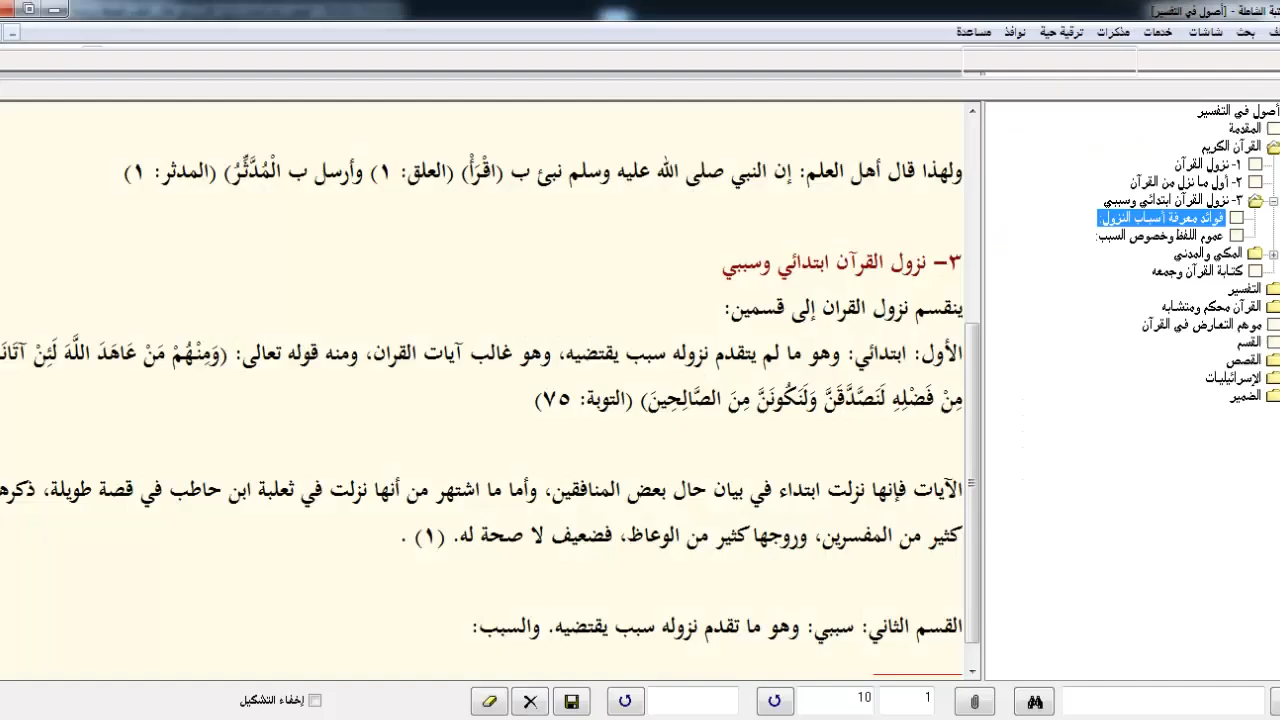 تبة الشاملة - [أصول في التفسير]
بحث شاشات خدمات مذكرات ترقية حية نوافذ مساعدة
ولهذا قال أهل العلم: إن النبي صلى الله عليه وسلم نبئ ب (اقْرَأْ) (العلق: ١) وأرسل ب الْمُدَّثِّرُ) (المدثر: ١)
٣- نزول القرآن ابتدائي وسببي
ينقسم نزول القران إلى قسمين:
الأول: ابتدائي: وهو ما لم يتقدم نزوله سبب يقتضيه، وهو غالب آيات القران، ومنه قوله تعالى: (وَمِنْهُمْ مَنْ عَاهَدَ اللَّهَ لَئِنْ آتَانَا
مِنْ فَضْلِهِ لَنَصَّدَّقَنَّ وَلَنَكُونَنَّ مِنَ الصَّالِحِينَ) (التوبة: ٧٥)
الآيات فإنها نزلت ابتداء في بيان حال بعض المنافقين، وأما ما اشتهر من أنها نزلت في ثعلبة ابن حاطب في قصة طويلة، ذكرها
كثير من المفسرين، وروجها كثير من الوعاظ، فضعيف لا صحة له. (١) .
القسم الثاني: سببي: وهو ما تقدم نزوله سبب يقتضيه. والسبب:
أصول في التفسير
المقدمة
القرآن الكريم
١- نزول القرآن
٢- أول ما نزل من القرآن
٣- نزول القرآن ابتدائي وسببي
فوائد معرفة أسباب النزول:
عموم اللفظ وخصوص السبب:
المكي والمدني
كتابة القرآن وجمعه
التفسير
القرآن محكم ومتشابه
موهم التعارض في القرآن
القسم
القصص
الإسرائيليات
الضمير
1
10
إخفاء التشكيل